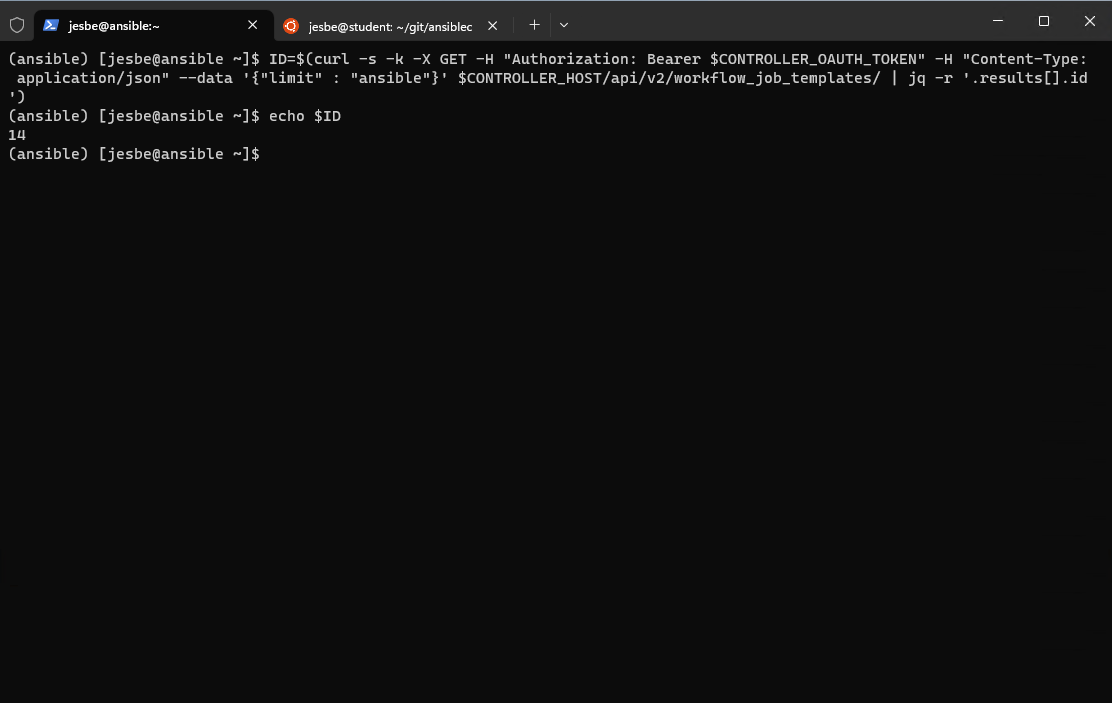 jesbe@ansible:~
jesbe@student: ~/git/ansiblec
(ansible) [jesbe@ansible ~]$ ID=$(curl -s -k -X GET -H "Authorization: Bearer $CONTROLLER_OAUTH_TOKEN" -H "Content-Type:
 application/json" --data '{"limit" : "ansible"}' $CONTROLLER_HOST/api/v2/workflow_job_templates/ | jq -r '.results[].id
')
(ansible) [jesbe@ansible ~]$ echo $ID
14
(ansible) [jesbe@ansible ~]$